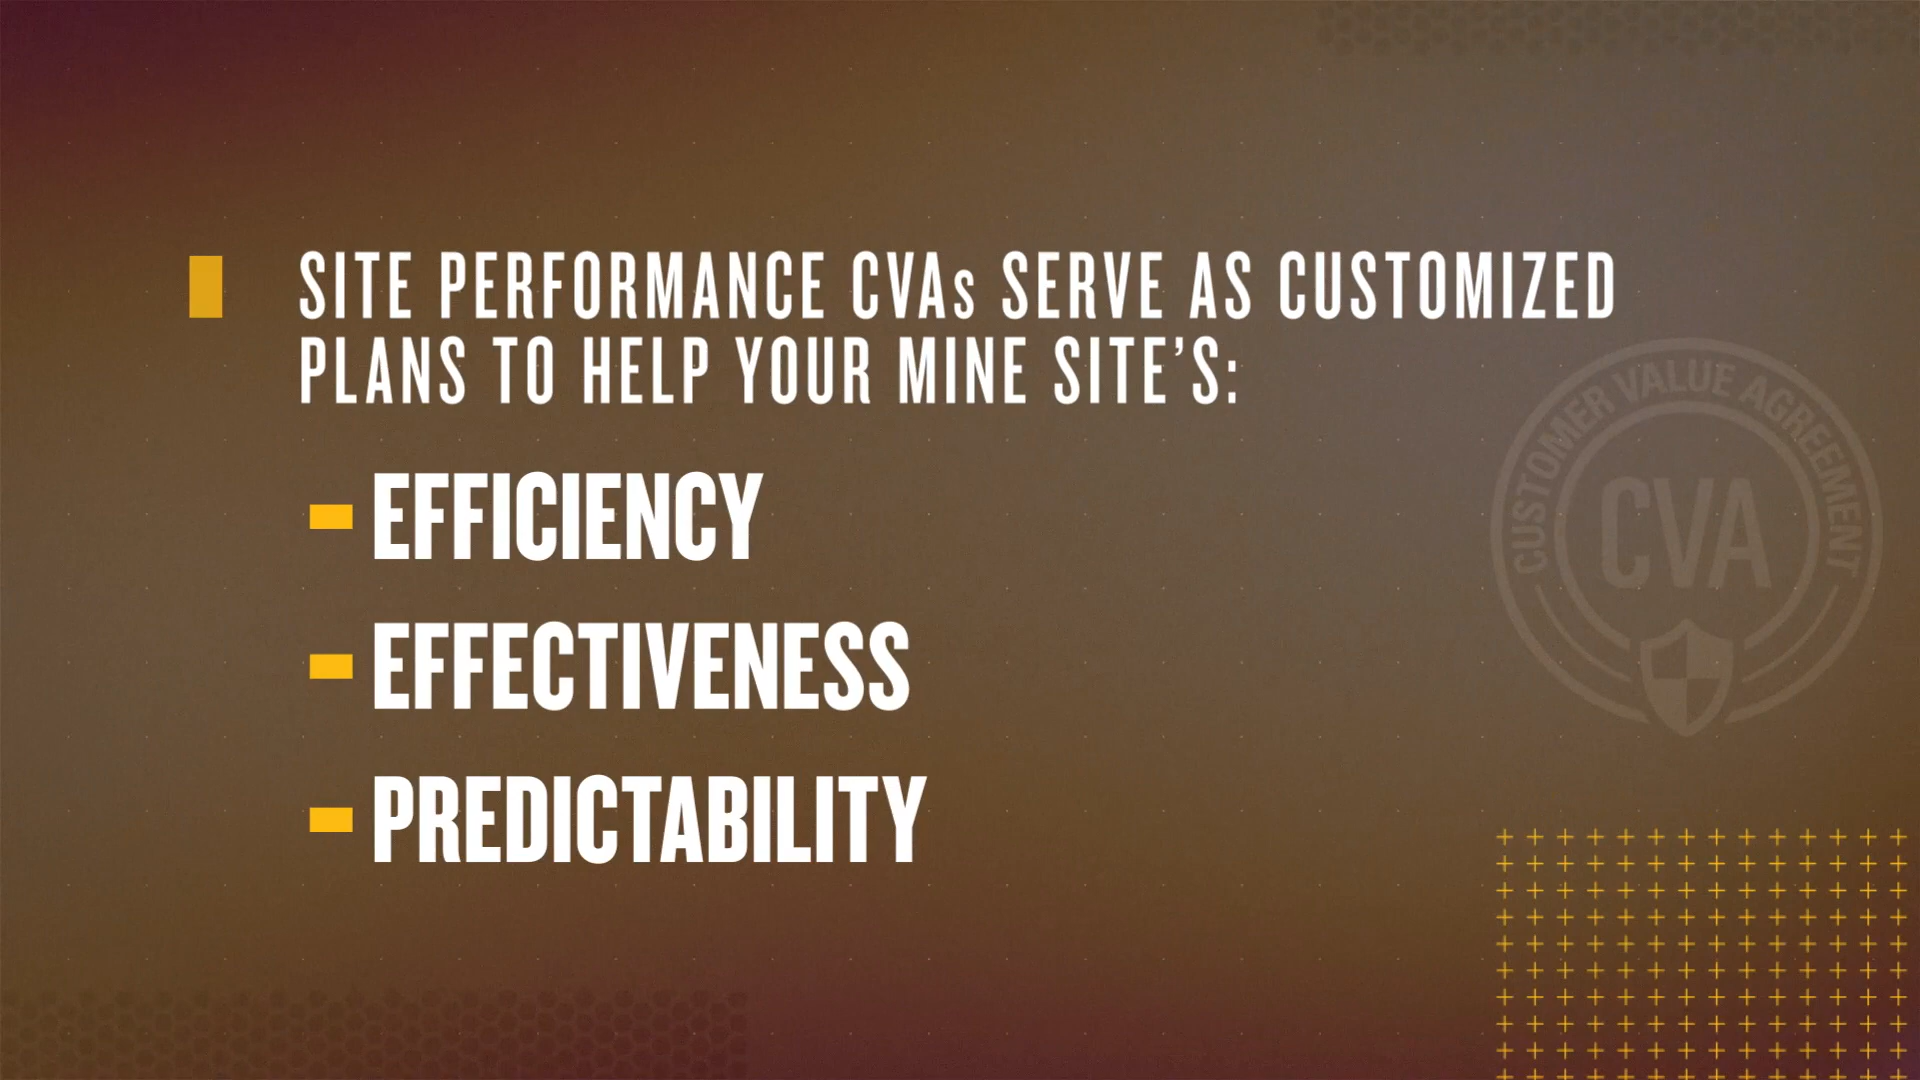 SITE PERFORMANCE CVAs SERVE AS CUSTOMIZED
PLANS TO HELP YOUR MINE SITE’S:
EFFICIENCY
EFFECTIVENESS
PREDICTABILITY
CUSTOMER VALUE AGREEMENT
CVA